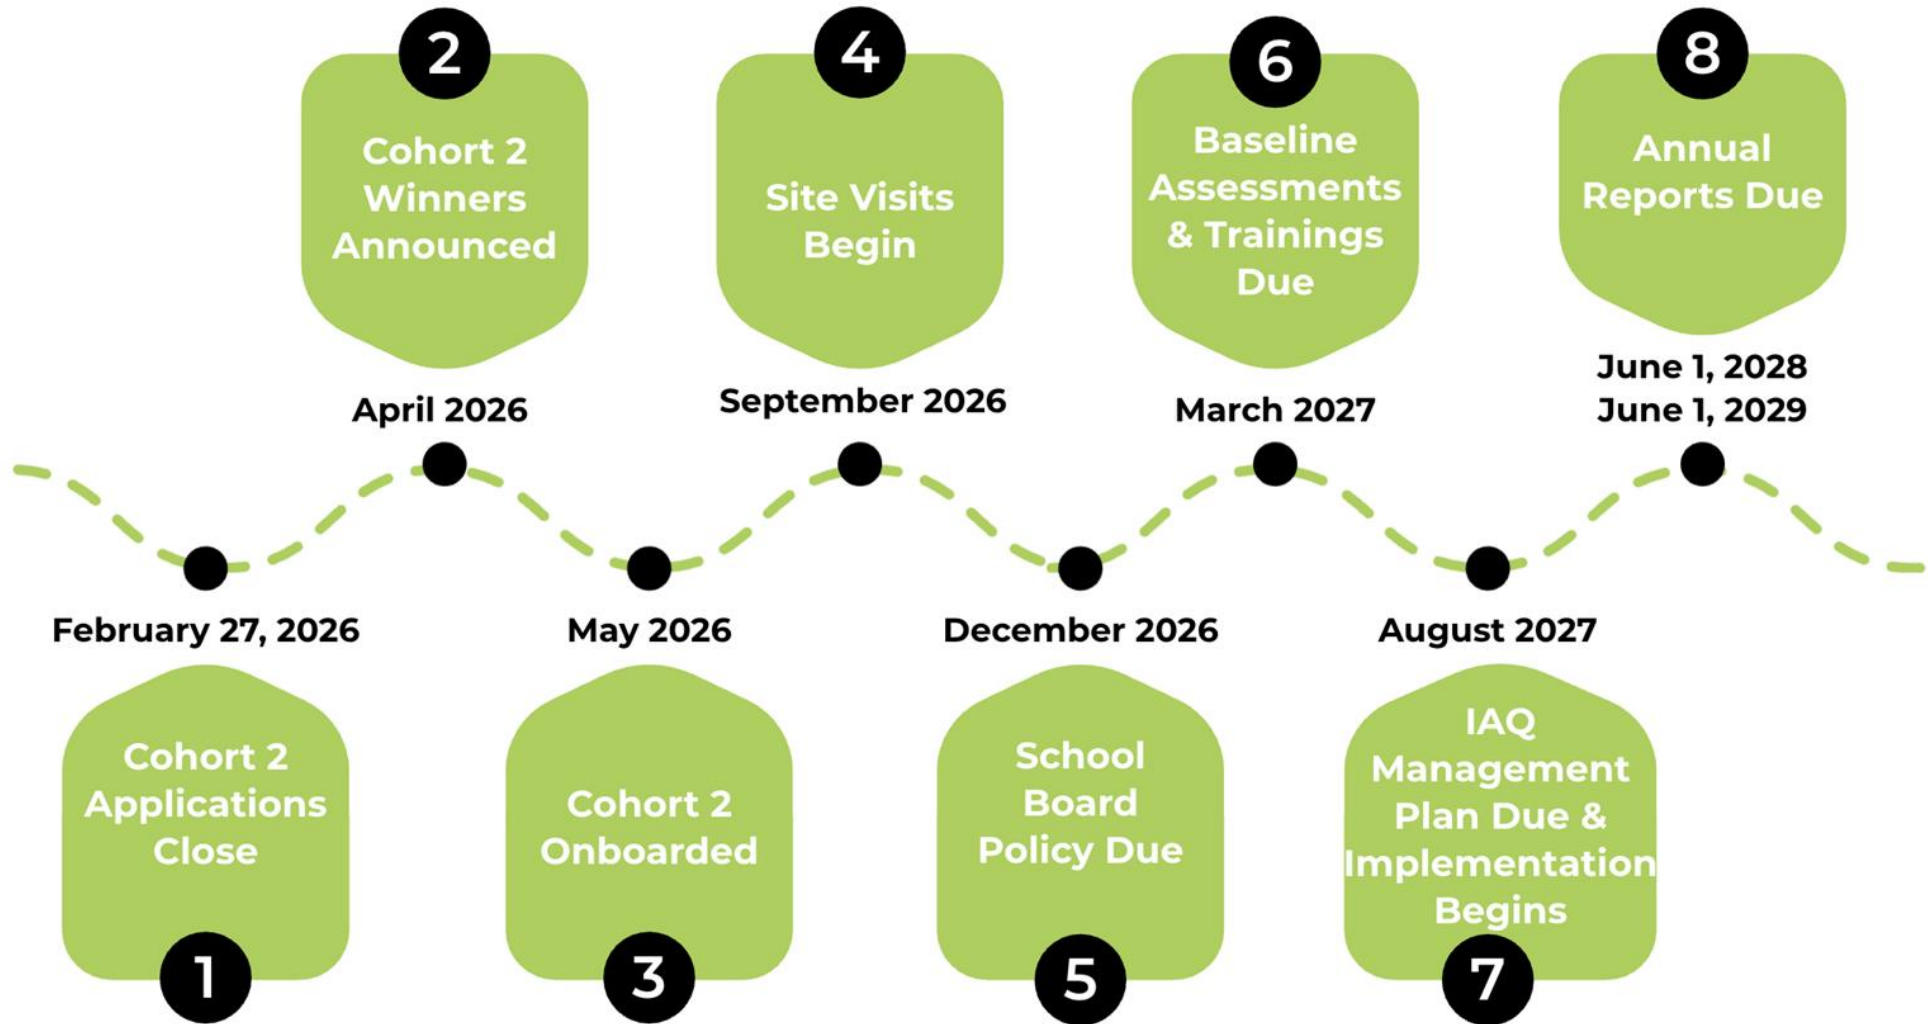 1
February 27, 2026
Cohort 2
Applications
Close
2
Cohort 2
Winners
Announced
April 2026
3
May 2026
Cohort 2
Onboarded
4
Site Visits
Begin
September 2026
5
December 2026
School
Board
Policy Due
6
Baseline
Assessments
& Trainings
Due
March 2027
7
August 2027
IAQ
Management
Plan Due &
Implementation
Begins
8
Annual
Reports Due
June 1, 2028
June 1, 2029